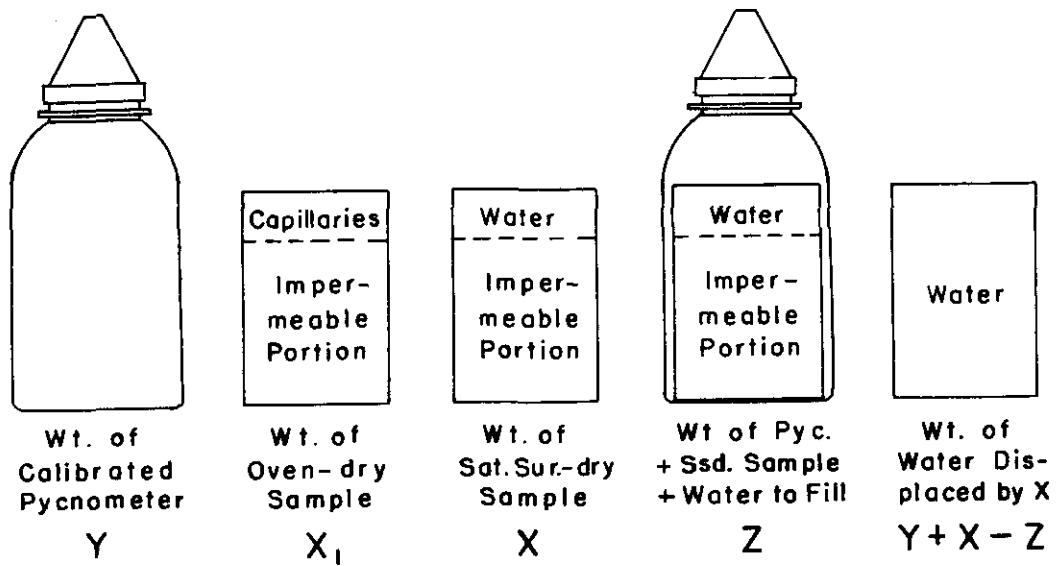 Capillaries
Imper-
meable
Portion
Water
Imper-
meable
Portion
Water
Imper-
meable
Portion
Water
Wt. of
Calibrated
Pycnometer
Y
Wt. of
Oven-dry
Sample
X₁
Wt. of
Sat. Sur.-dry
Sample
X
Wt of Pyc.
+ Ssd. Sample
+ Water to Fill
Z
Wt. of
Water Dis-
placed by X
Y + X - Z